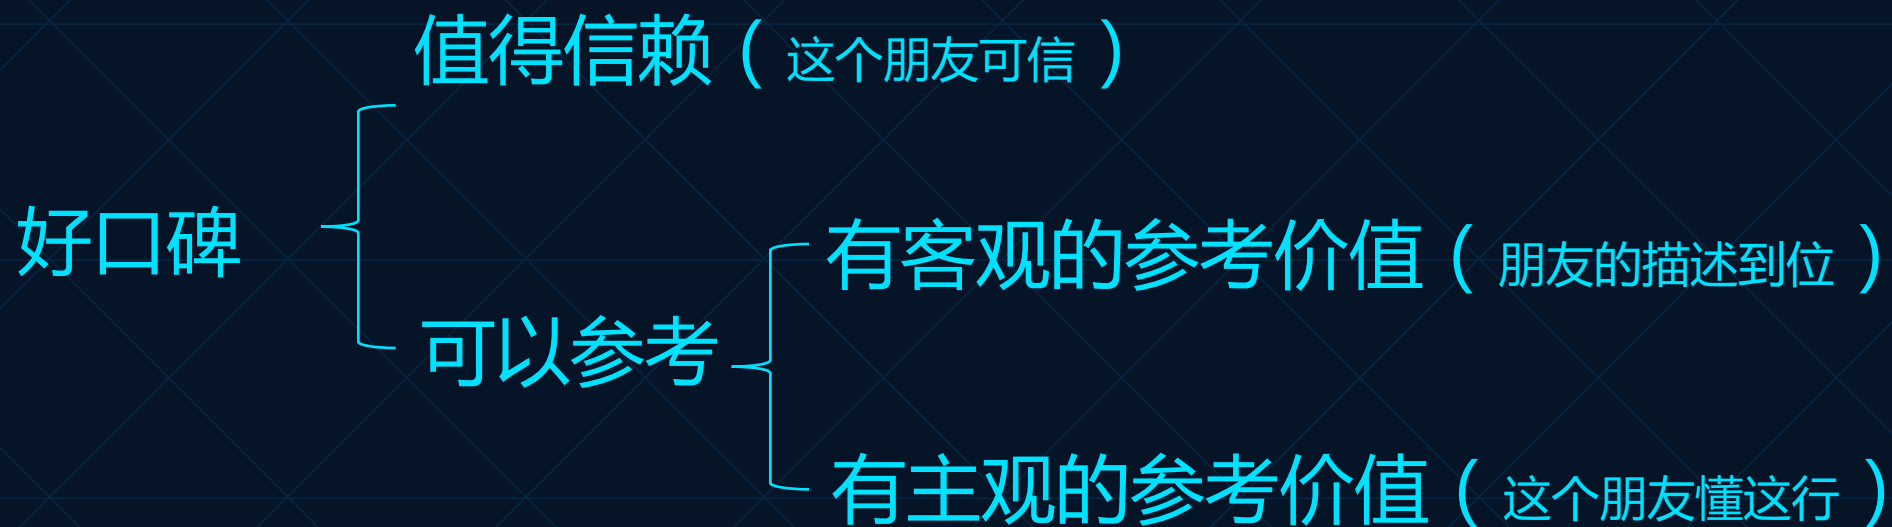 值得信赖（这个朋友可信）
好口碑
有客观的参考价值（朋友的描述到位）
可以参考
有主观的参考价值（这个朋友懂这行）